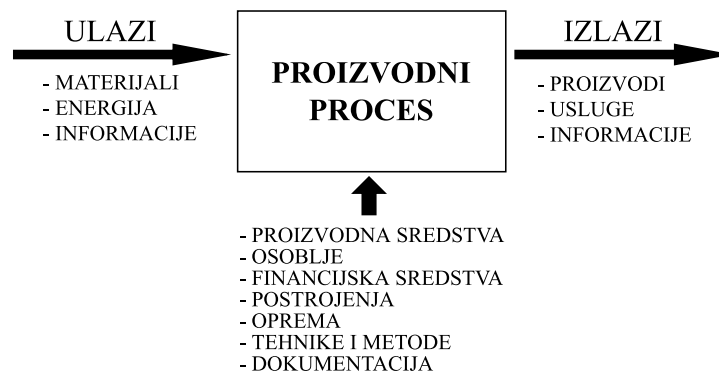 ULAZI
- MATERIJALI
- ENERGIJA
- INFORMACIJE
PROIZVODNI
PROCES
IZLAZI
- PROIZVODI
- USLUGE
- INFORMACIJE
- PROIZVODNA SREDSTVA
- OSOBLJE
- FINANCIJSKA SREDSTVA
- POSTROJENJA
- OPREMA
- TEHNIKE I METODE
- DOKUMENTACIJA